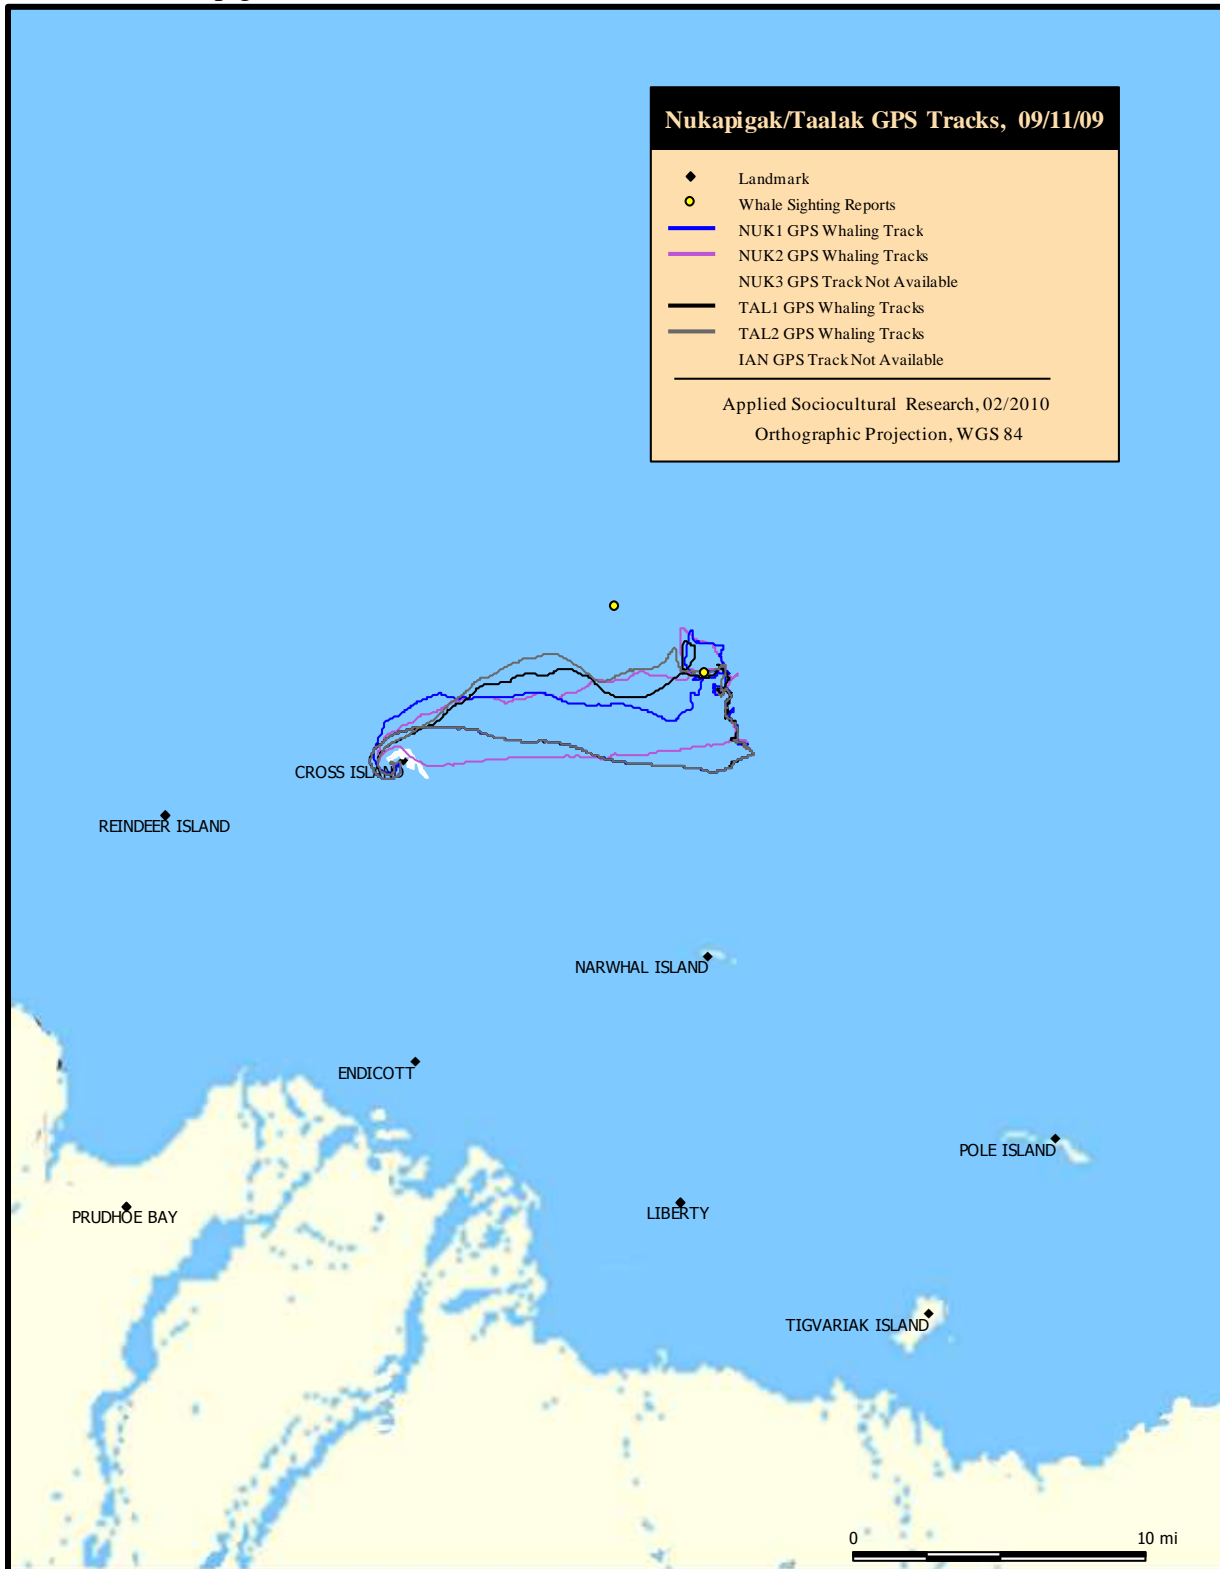 Nukapigak/Taalak GPS Tracks, 09/11/09
Landmark
Whale Sighting Reports
NUK1 GPS Whaling Track
NUK2 GPS Whaling Tracks
NUK3 GPS Track Not Available
TAL1 GPS Whaling Tracks
TAL2 GPS Whaling Tracks
IAN GPS Track Not Available
Applied Sociocultural Research, 02/2010
Orthographic Projection, WGS 84
CROSS ISLAND
REINDEER ISLAND
NARWHAL ISLAND
ENDICOTT
POLE ISLAND
PRUDHOE BAY
LIBERTY
TIGVARIAK ISLAND
0 10 mi